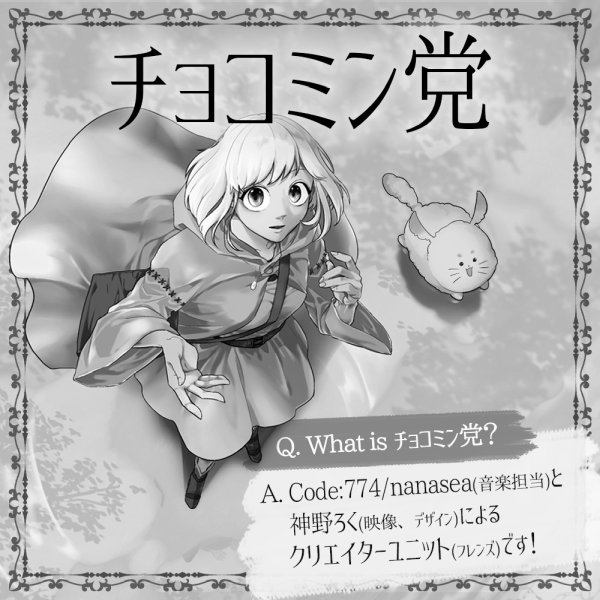 チョコミン党
Q. What is チョコミン党?
A. Code:774/nanasea(音楽担当)と
神野ろく(映像、デザイン)による
クリエイターユニット(フレンズ)です!